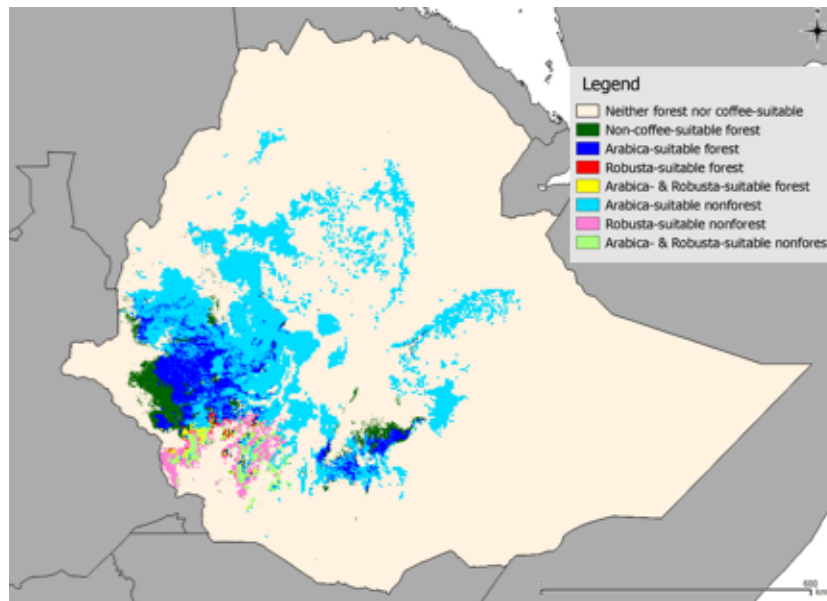 N
Legend
Neither forest nor coffee-suitable
Non-coffee-suitable forest
Arabica-suitable forest
Robusta-suitable forest
Arabica- & Robusta-suitable forest
Arabica-suitable nonforest
Robusta-suitable nonforest
Arabica- & Robusta-suitable nonfores
600
km